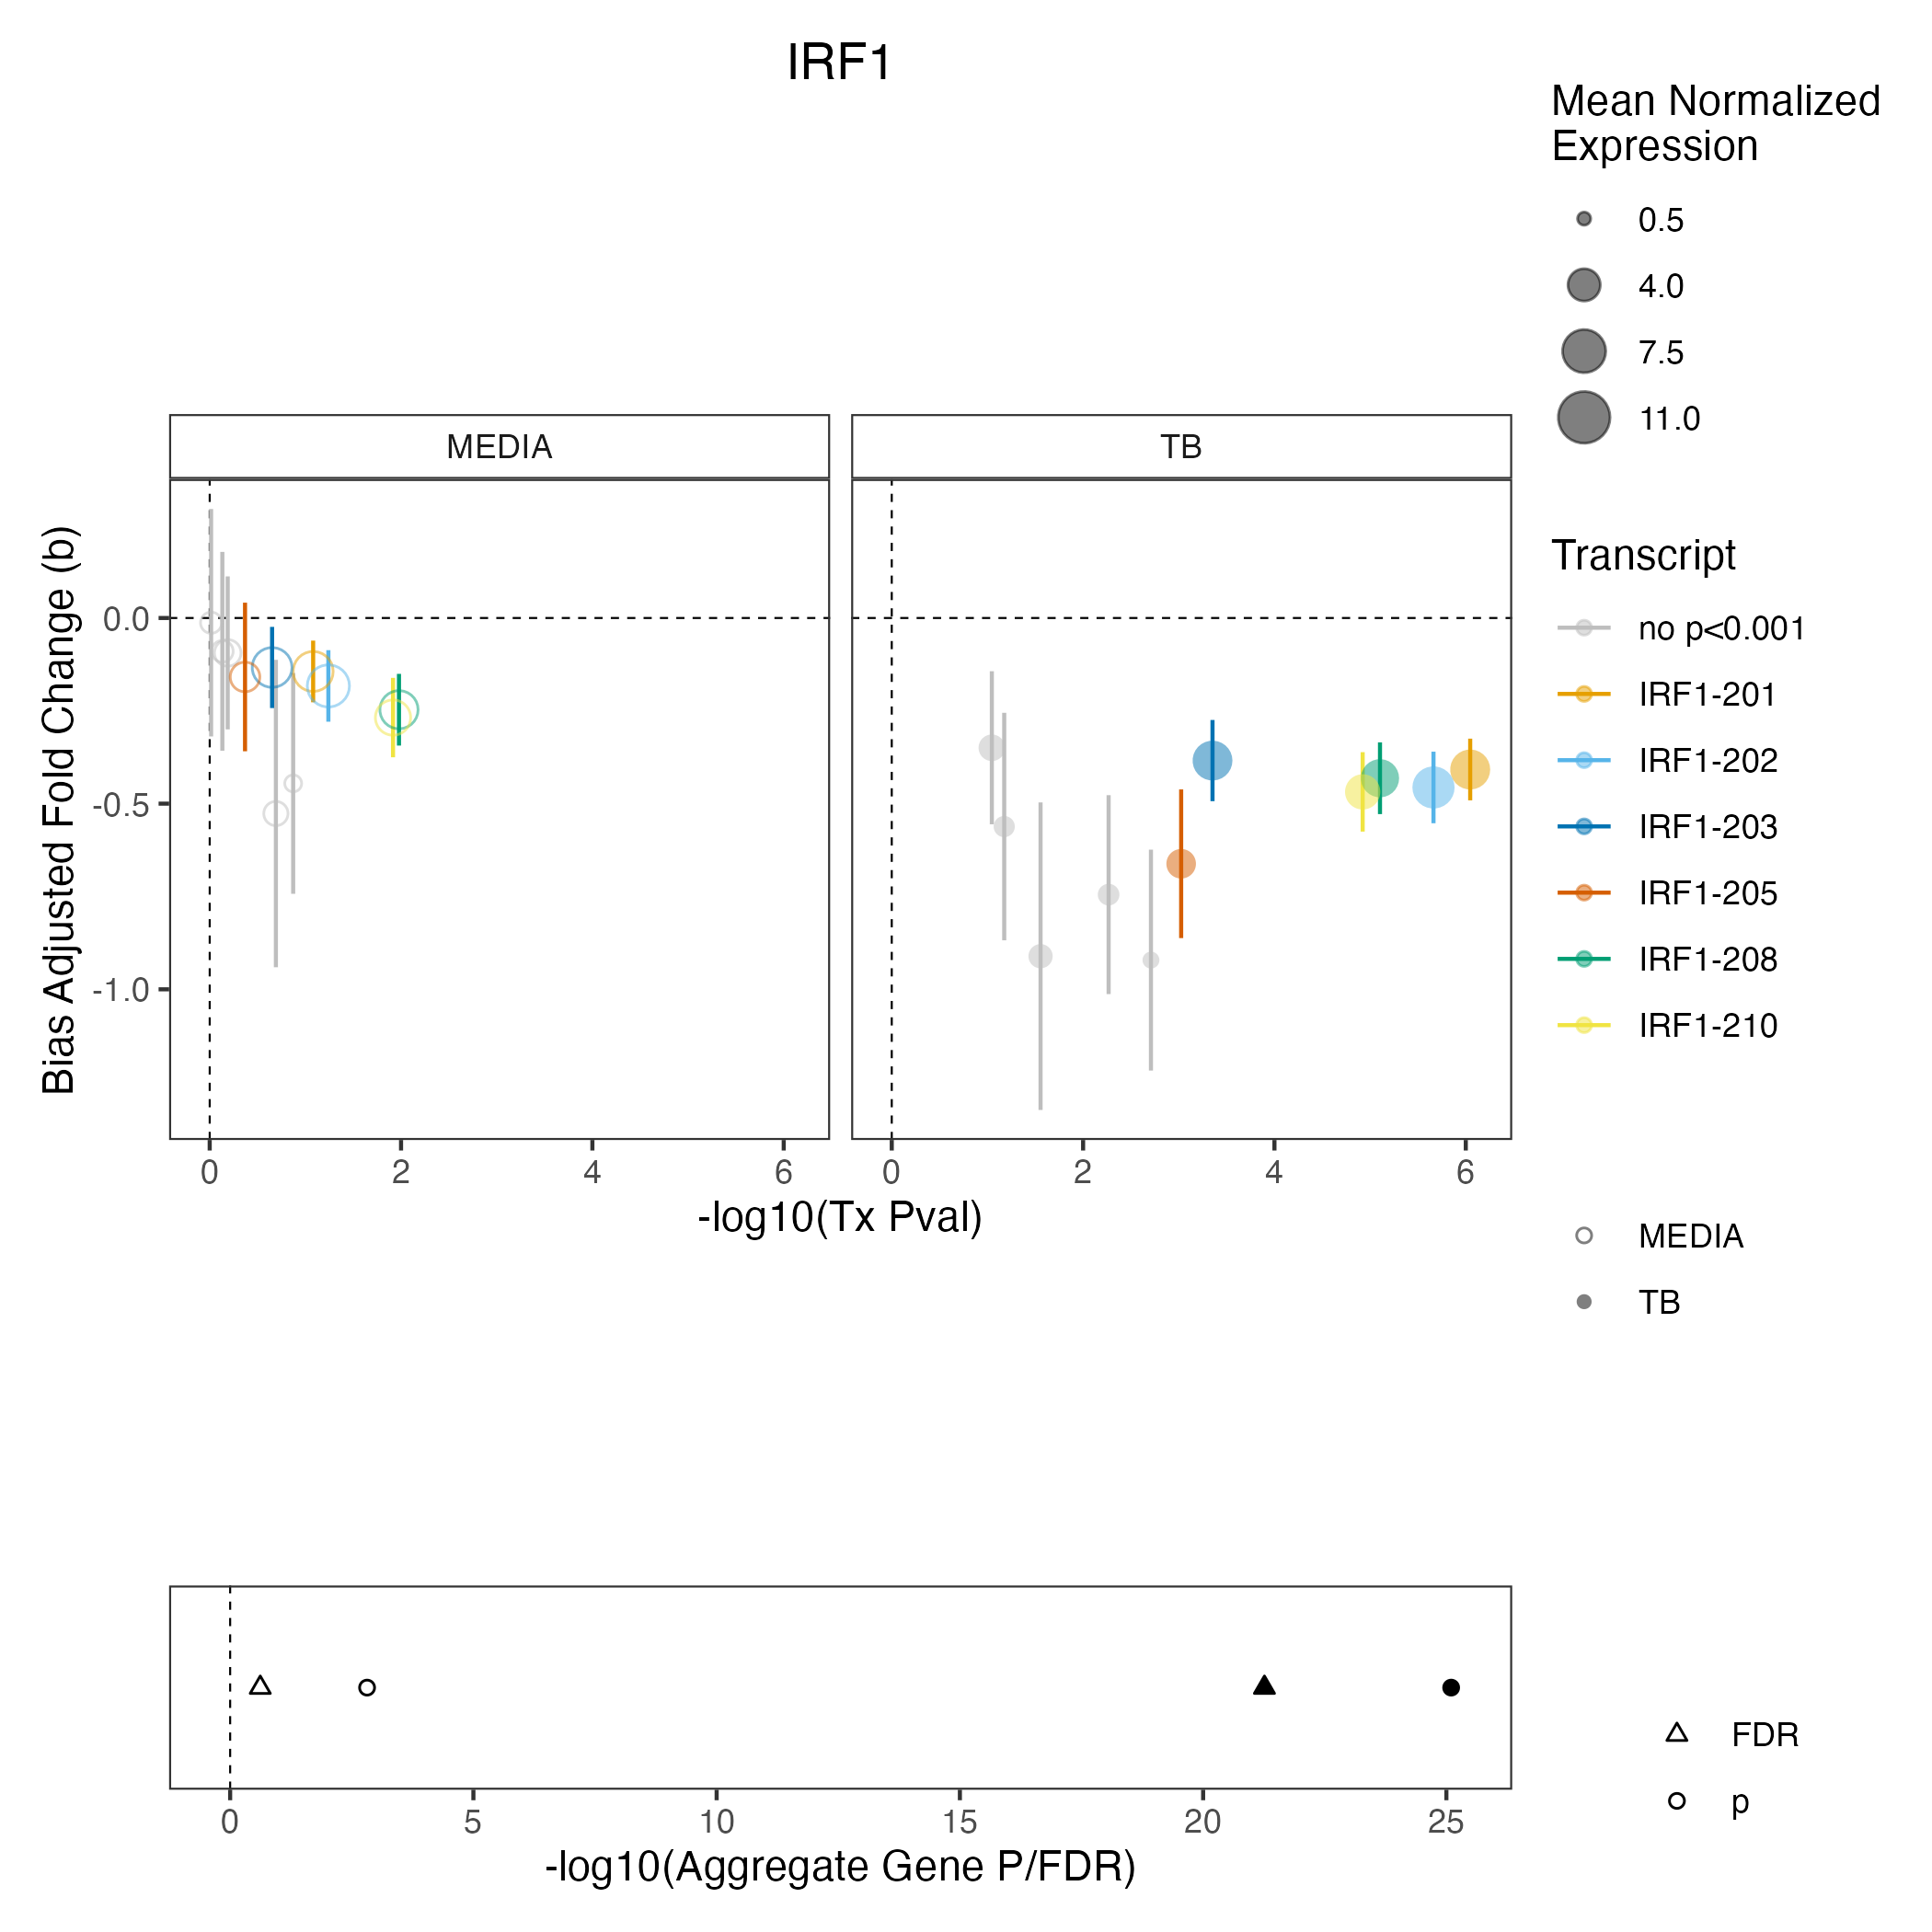 IRF1
Mean Normalized
Expression
0.5
4.0
7.5
11.0
MEDIA
TB
Bias Adjusted Fold Change (b)
0.0
-0.5
-1.0
0
2
4
6
0
2
4
6
-log10(Tx Pval)
Transcript
no p<0.001
IRF1-201
IRF1-202
IRF1-203
IRF1-205
IRF1-208
IRF1-210
MEDIA
TB
0
5
10
15
20
25
-log10(Aggregate Gene P/FDR)
FDR
p